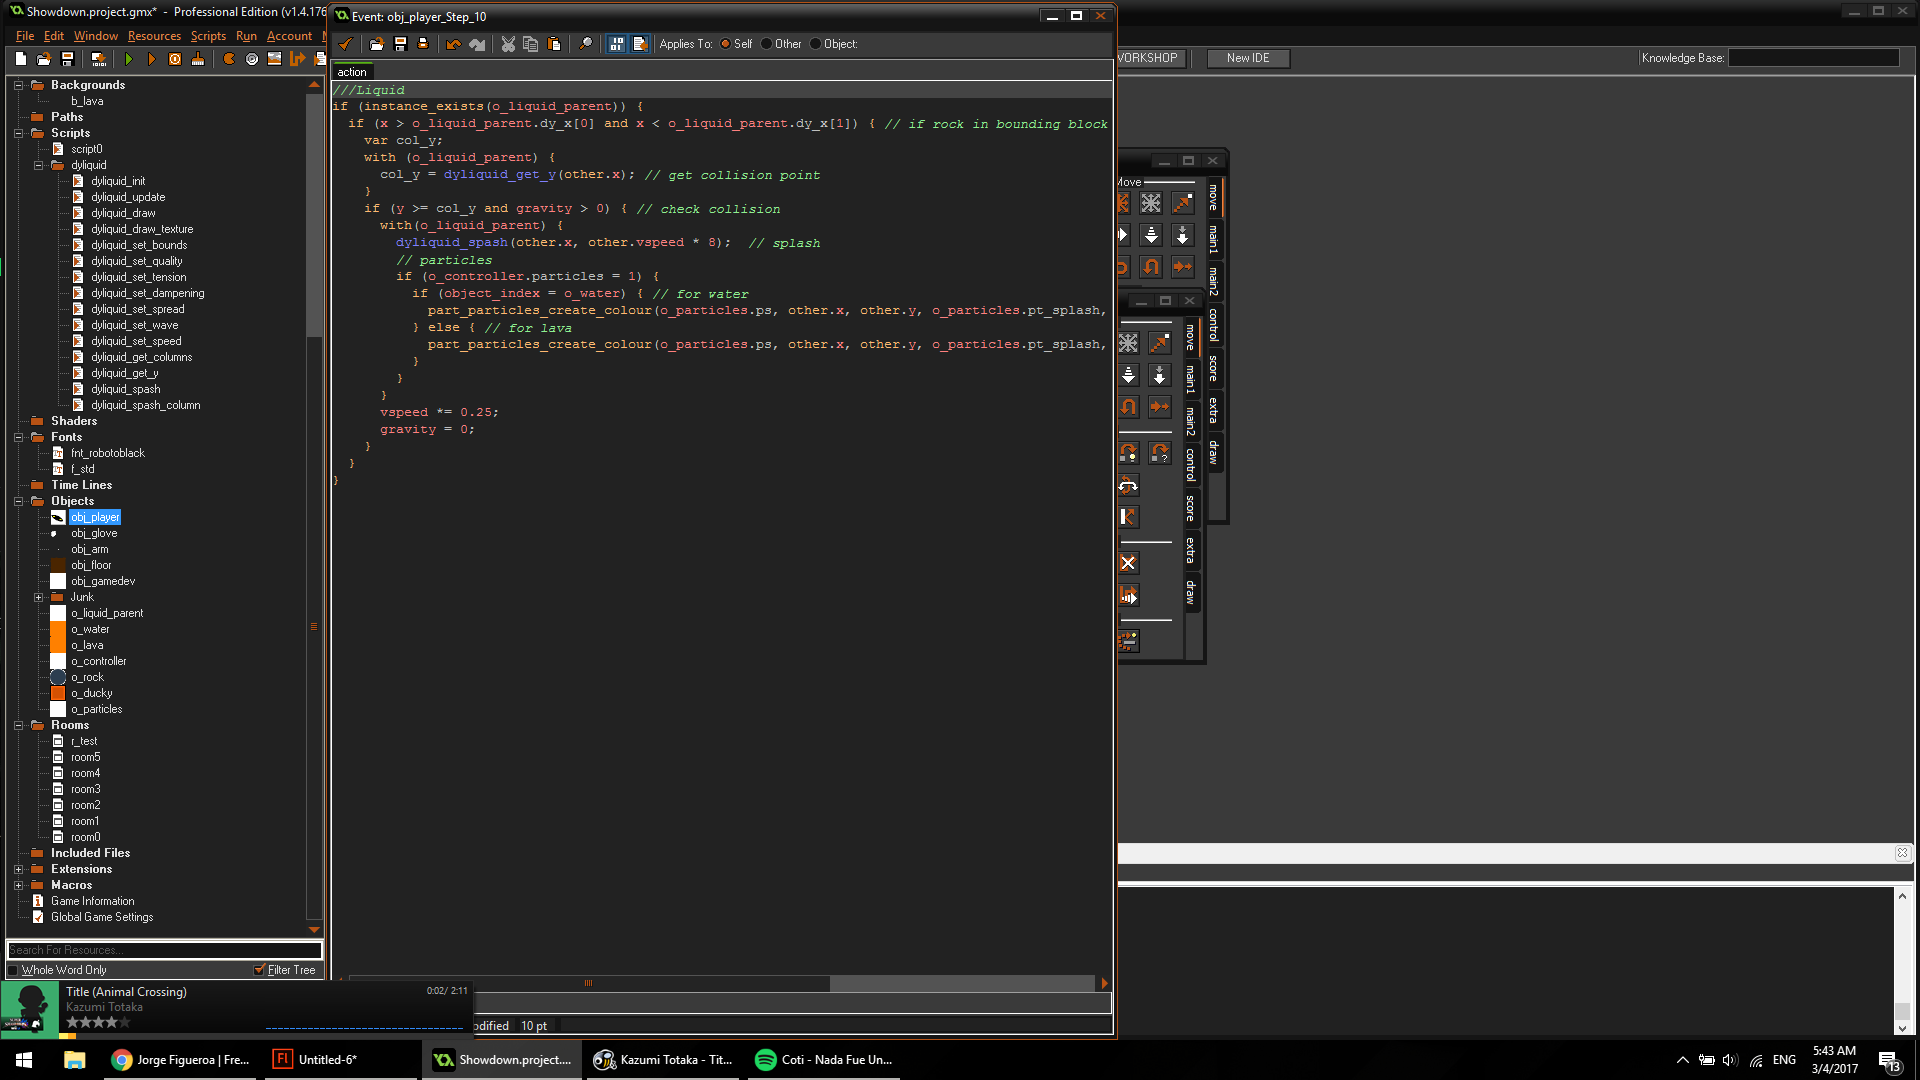 Showdown.project.gmx* - Professional Edition (v1.4.176
File Edit Window Resources Scripts Run Account
Backgrounds
b_lava
Paths
Scripts
script0
dyliquid
dyliquid_init
dyliquid_update
dyliquid_draw
dyliquid_draw_texture
dyliquid_set_bounds
dyliquid_set_quality
dyliquid_set_tension
dyliquid_set_dampening
dyliquid_set_spread
dyliquid_set_wave
dyliquid_set_speed
dyliquid_get_columns
dyliquid_get_y
dyliquid_spash
dyliquid_spash_column
Shaders
Fonts
fnt_robotoblack
f_std
Time Lines
Objects
obj_player
obj_glove
obj_arm
obj_floor
obj_gamedev
Junk
o_liquid_parent
o_water
o_lava
o_controller
o_rock
o_ducky
o_particles
Rooms
r_test
room5
room4
room3
room2
room1
room0
Included Files
Extensions
Macros
Game Information
Global Game Settings
Search For Resources...
Whole Word Only Filter Tree
Event: obj_player_Step_10
Applies To: Self Other Object:
action
///Liquid
if (instance_exists(o_liquid_parent)) {
if (x > o_liquid_parent.dy_x[0] and x < o_liquid_parent.dy_x[1]) { // if rock in bounding block
var col_y;
with (o_liquid_parent) {
col_y = dyliquid_get_y(other.x); // get collision point
}
if (y >= col_y and gravity > 0) { // check collision
with(o_liquid_parent) {
dyliquid_spash(other.x, other.vspeed * 8); // splash
// particles
if (o_controller.particles = 1) {
if (object_index = o_water) { // for water
part_particles_create_colour(o_particles.ps, other.x, other.y, o_particles.pt_splash,
} else { // for lava
part_particles_create_colour(o_particles.ps, other.x, other.y, o_particles.pt_splash,
}
}
}
vspeed *= 0.25;
gravity = 0;
}
}
}
odified 10 pt
WORKSHOP New IDE Knowledge Base:
Move
move
main1
main2
control
score
extra
draw
move
main1
main2
control
score
extra
draw
Title (Animal Crossing) 0:02/ 2:11
Kazumi Totaka
Jorge Figueroa | Fre...
Untitled-6*
Showdown.project....
Kazumi Totaka - Tit...
Coti - Nada Fue Un...
ENG
5:43 AM
3/4/2017
13